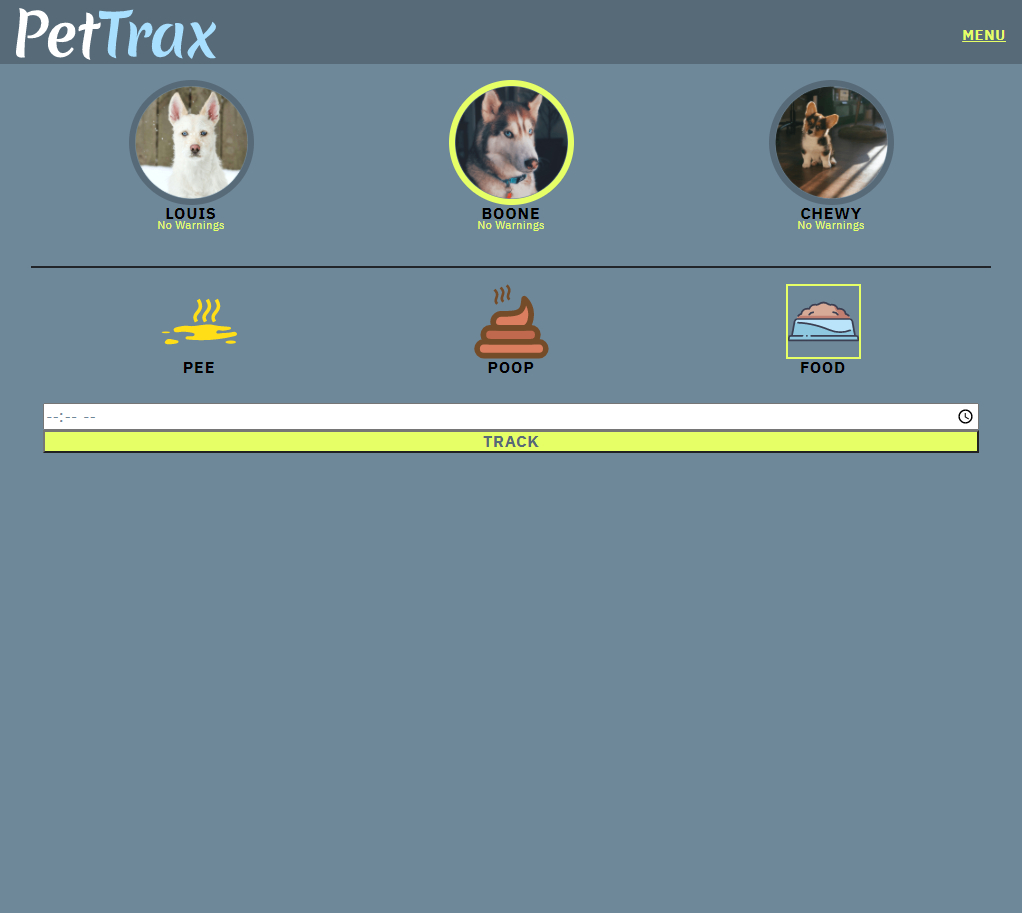 PetTrax
MENU
LOUIS
No Warnings
BOONE
No Warnings
CHEWY
No Warnings
PEE
POOP
FOOD
--:-- --
TRACK